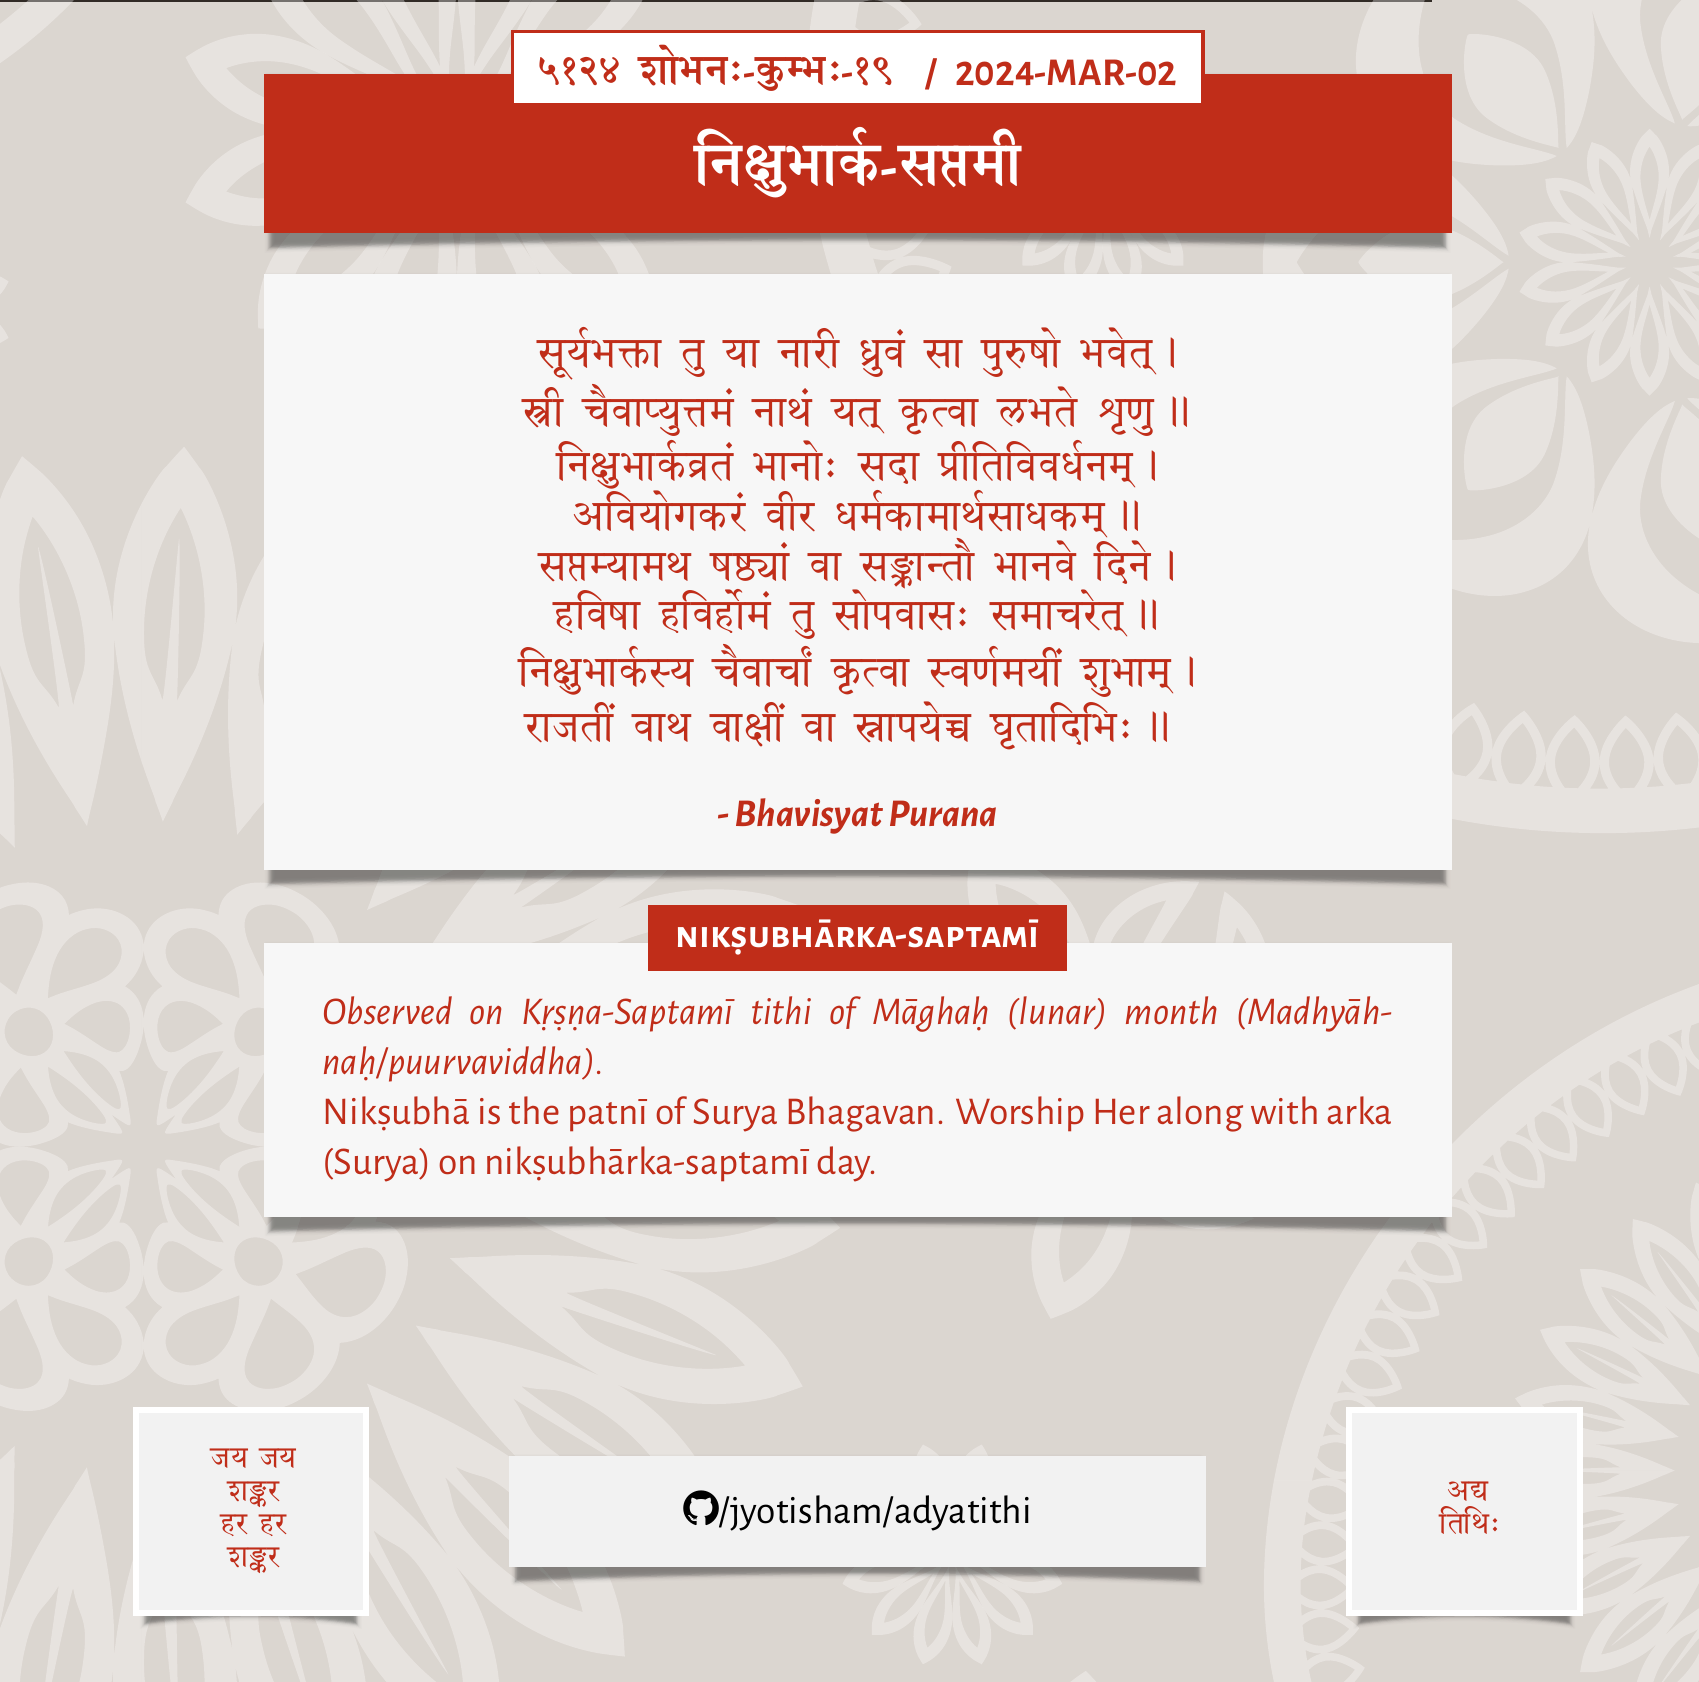 ५१२४ शोभनः-कुम्भः-१९ / 2024-MAR-02
निक्षुभार्क-सप्तमी
सूर्यभक्ता तु या नारी ध्रुवं सा पुरुषो भवेत् ।
स्त्री चैवाप्युत्तमं नाथं यत् कृत्वा लभते शृणु ॥
निक्षुभार्कव्रतं भानोः सदा प्रीतिविवर्धनम् ।
अवियोगकरं वीर धर्मकामार्थसाधकम् ॥
सप्तम्यामथ षष्ठ्यां वा सङ्क्रान्तौ भानवे दिने ।
हविषा हविर्होमं तु सोपवासः समाचरेत् ॥
निक्षुभार्कस्य चैवार्चां कृत्वा स्वर्णमयीं शुभाम् ।
राजतीं वाथ वार्क्षीं वा स्नापयेच्च घृतादिभिः ॥
- Bhavisyat Purana
NIKṢUBHĀRKA-SAPTAMĪ
Observed on Kṛṣṇa-Saptamī tithi of Māghaḥ (lunar) month (Madhyāh-
naḥ/puurvaviddha).
Nikṣubhā is the patnī of Surya Bhagavan. Worship Her along with arka
(Surya) on nikṣubhārka-saptamī day.
जय जय
शङ्कर
हर हर
शङ्कर
/jyotisham/adyatithi
अद्य
तिथिः